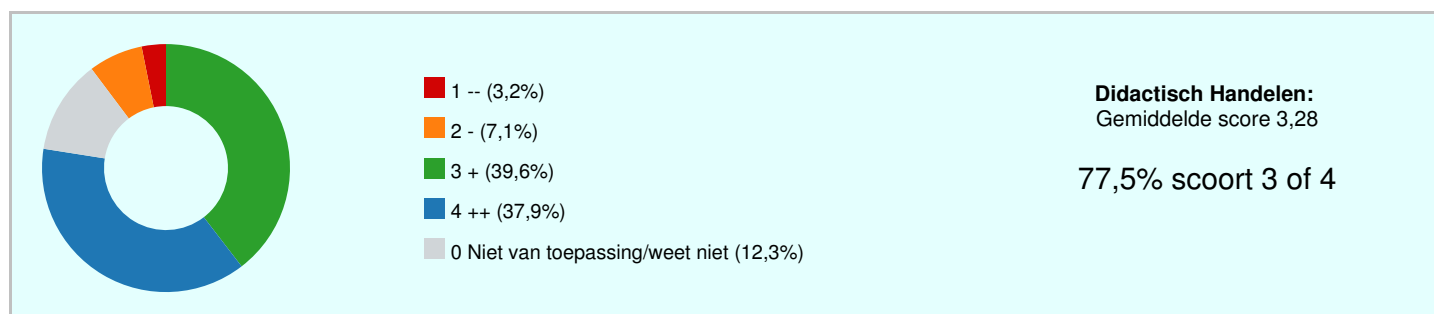 1 -- (3,2%)
2 - (7,1%)
3 + (39,6%)
4 ++ (37,9%)
0 Niet van toepassing/weet niet (12,3%)
Didactisch Handelen:
Gemiddelde score 3,28
77,5% scoort 3 of 4